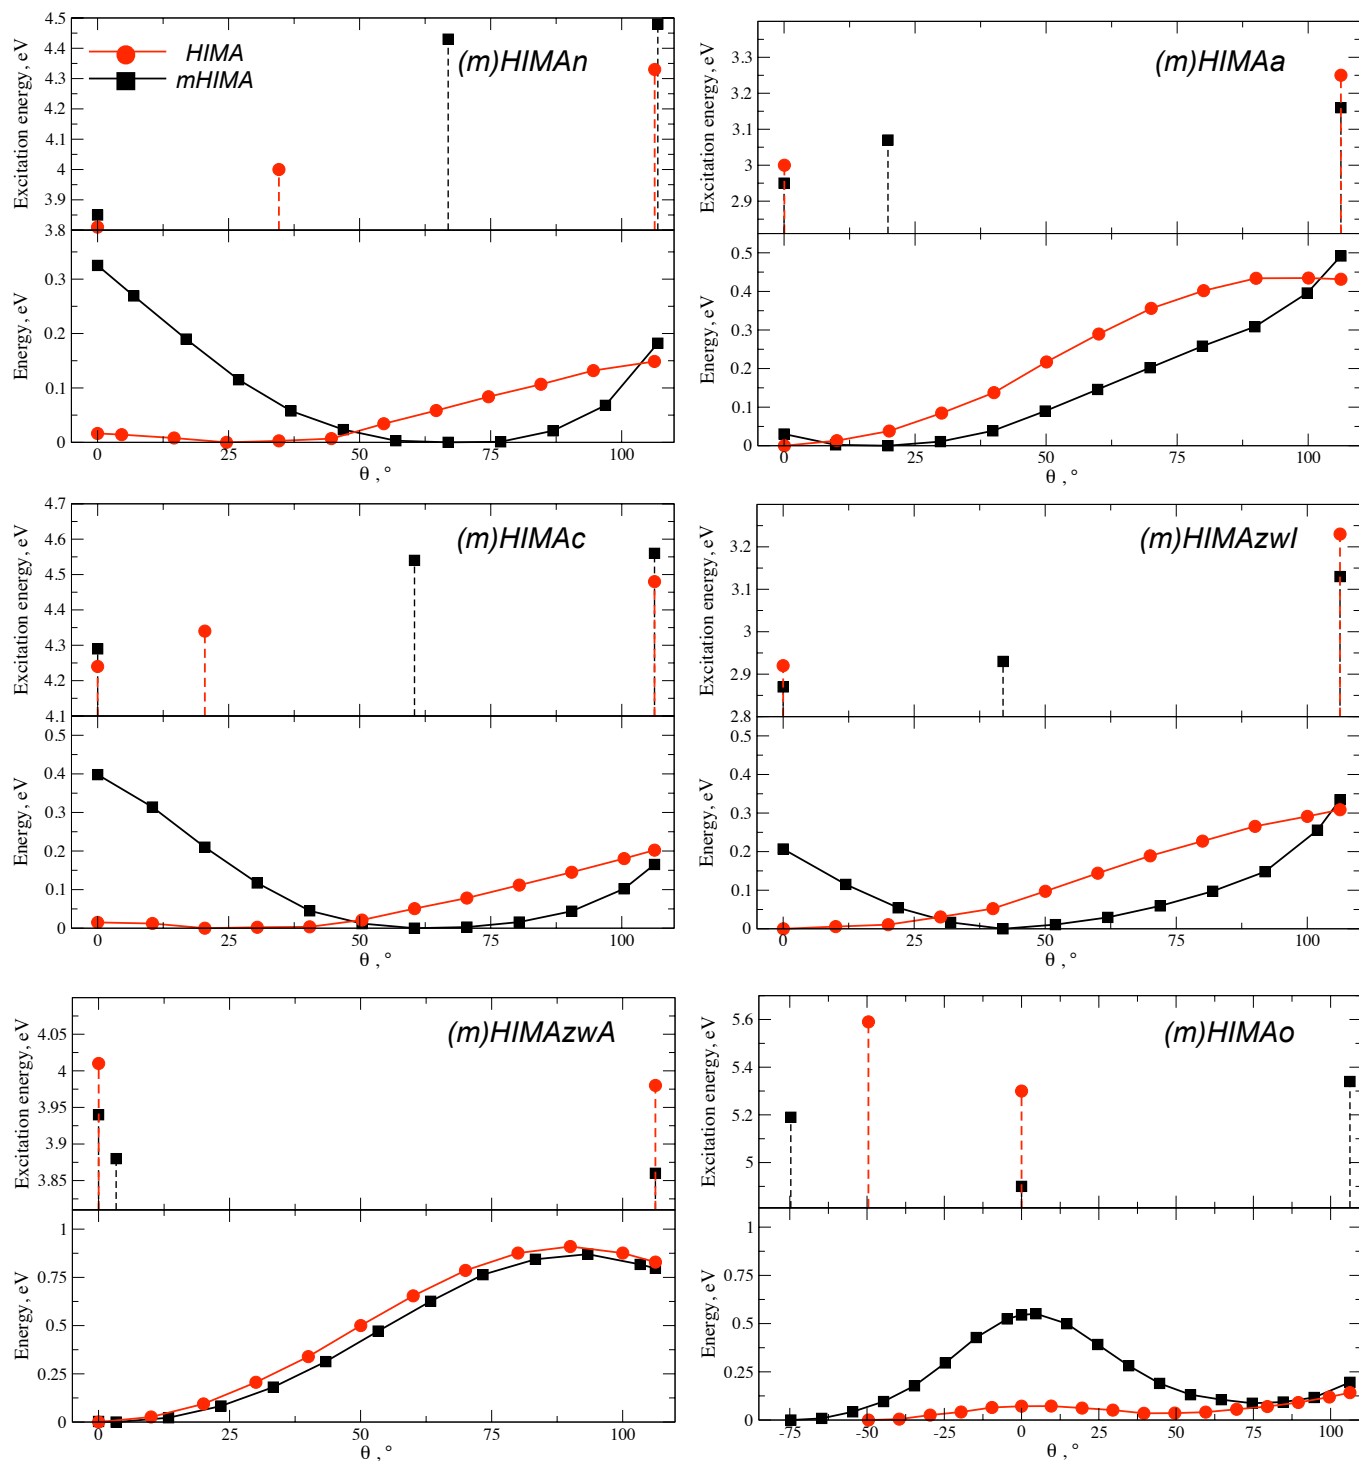 4.5
4.4
4.3
4.2
4.1
4
3.9
3.8
Excitation energy, eV
HIMA
mHIMA
(m)HIMAn
0.3
0.2
0.1
0
Energy, eV
0 25 50 75 100
θ , °
3.3
3.2
3.1
3
2.9
Excitation energy, eV
(m)HIMAa
0.5
0.4
0.3
0.2
0.1
0
Energy, eV
0 25 50 75 100
θ , °
4.7
4.6
4.5
4.4
4.3
4.2
4.1
Excitation energy, eV
(m)HIMAc
0.5
0.4
0.3
0.2
0.1
0
Energy, eV
0 25 50 75 100
θ , °
3.2
3.1
3
2.9
2.8
Excitation energy, eV
(m)HIMAzwI
0.5
0.4
0.3
0.2
0.1
0
Energy, eV
0 25 50 75 100
θ , °
4.05
4
3.95
3.9
3.85
Excitation energy, eV
(m)HIMAzwA
1
0.75
0.5
0.25
0
Energy, eV
0 25 50 75 100
θ , °
5.6
5.4
5.2
5
Excitation energy, eV
(m)HIMAo
1
0.75
0.5
0.25
0
Energy, eV
-75 -50 -25 0 25 50 75 100
θ , °